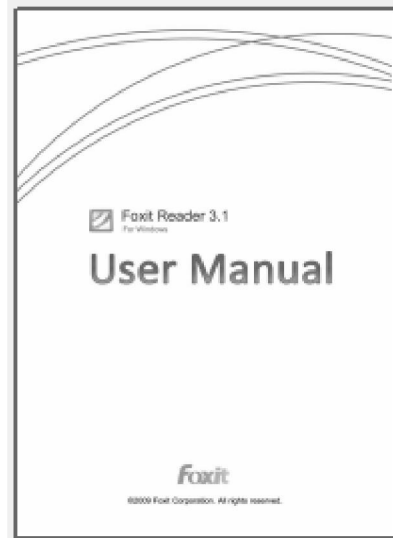 Foxit Reader 3.1
For Windows
User Manual
Foxit
©2009 Foxit Corporation. All rights reserved.